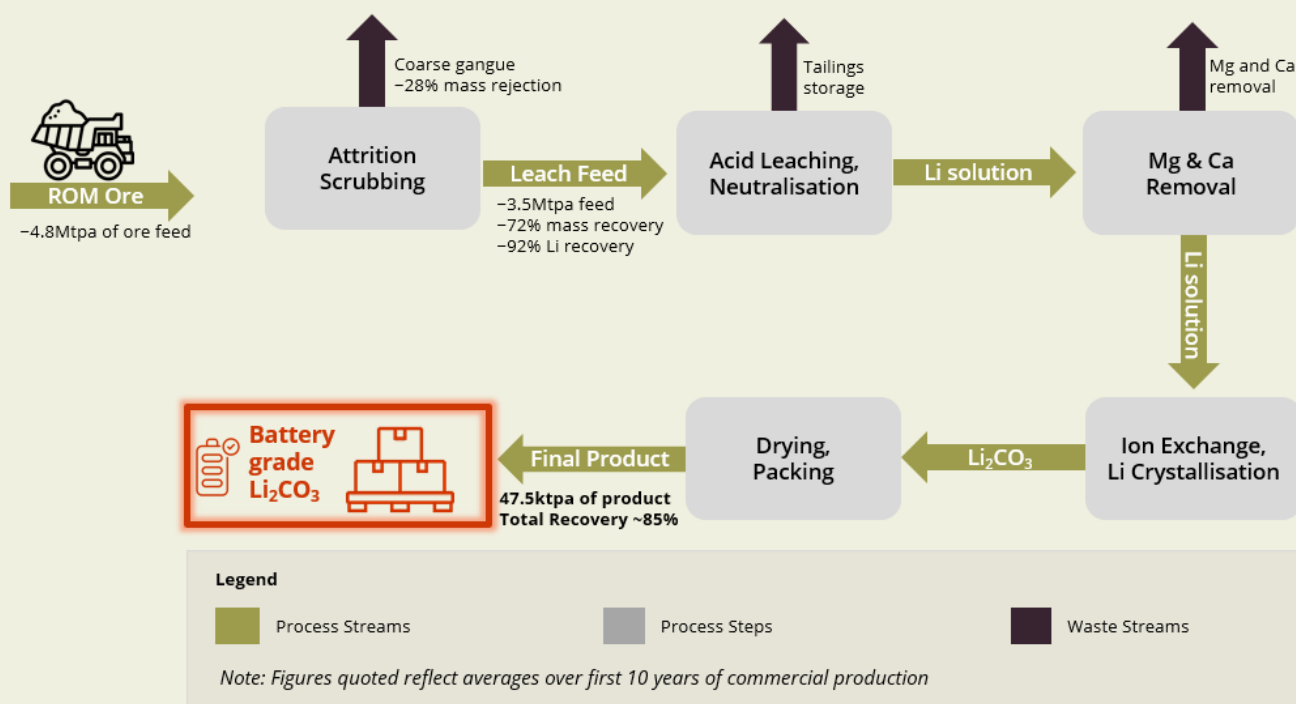 Coarse gangue
~28% mass rejection
Tailings
storage
Mg and Ca
removal
ROM Ore
~4.8Mtpa of ore feed
Attrition
Scrubbing
Leach Feed
~3.5Mtpa feed
~72% mass recovery
~92% Li recovery
Acid Leaching,
Neutralisation
Li solution
Mg & Ca
Removal
Li solution
Ion Exchange,
Li Crystallisation
Li₂CO₃
Drying,
Packing
Final Product
47.5ktpa of product
Total Recovery ~85%
Battery
grade
Li₂CO₃
Legend
Process Streams
Process Steps
Waste Streams
Note: Figures quoted reflect averages over first 10 years of commercial production